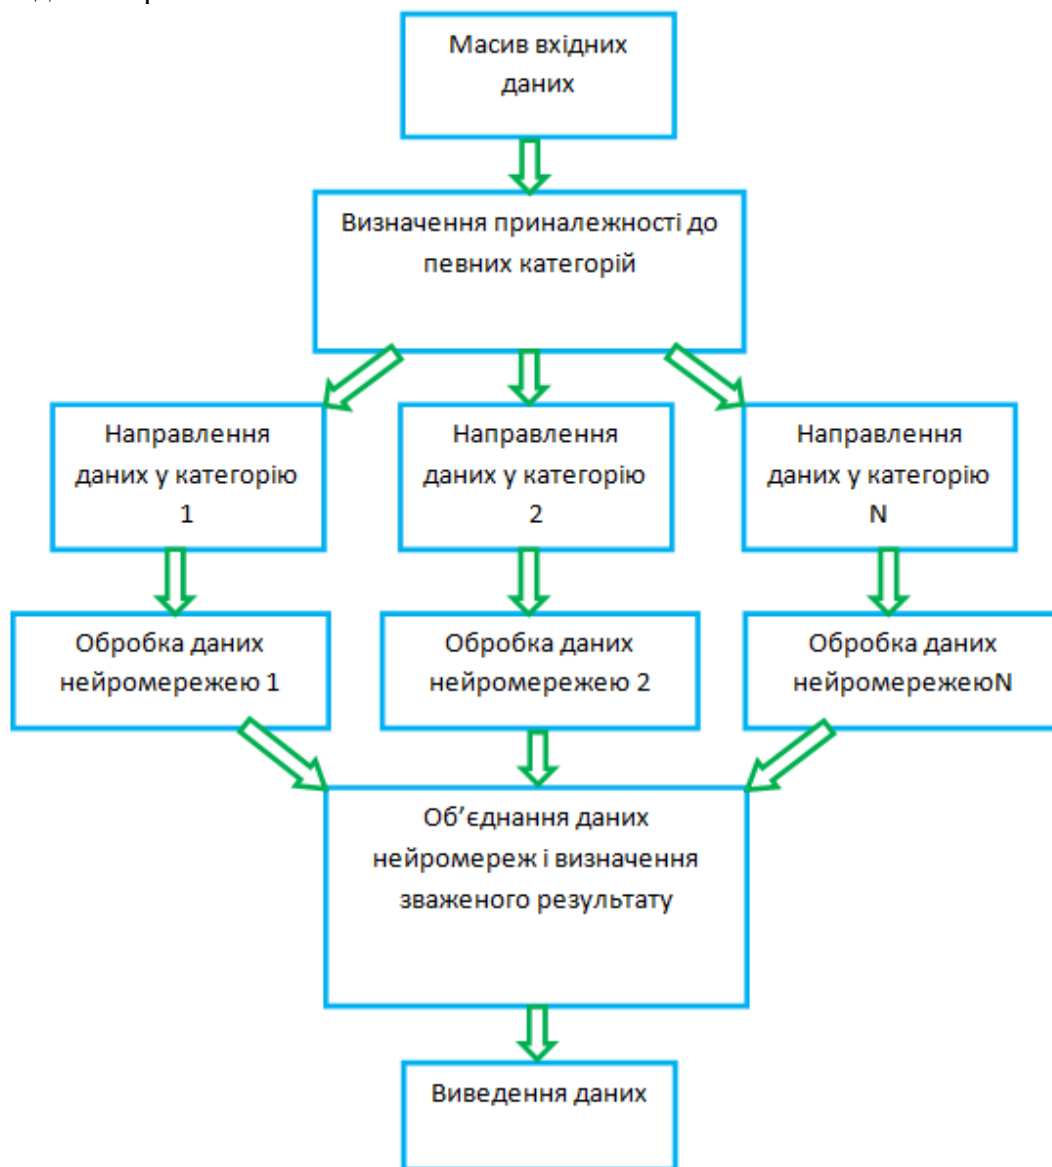 Масив вхідних
даних
Визначення приналежності до
певних категорій
Направлення
даних у категорію
1
Направлення
даних у категорію
2
Направлення
даних у категорію
N
Обробка даних
нейромережею 1
Обробка даних
нейромережею 2
Обробка даних
нейромережеюN
Об’єднання даних
нейромереж і визначення
зваженого результату
Виведення даних